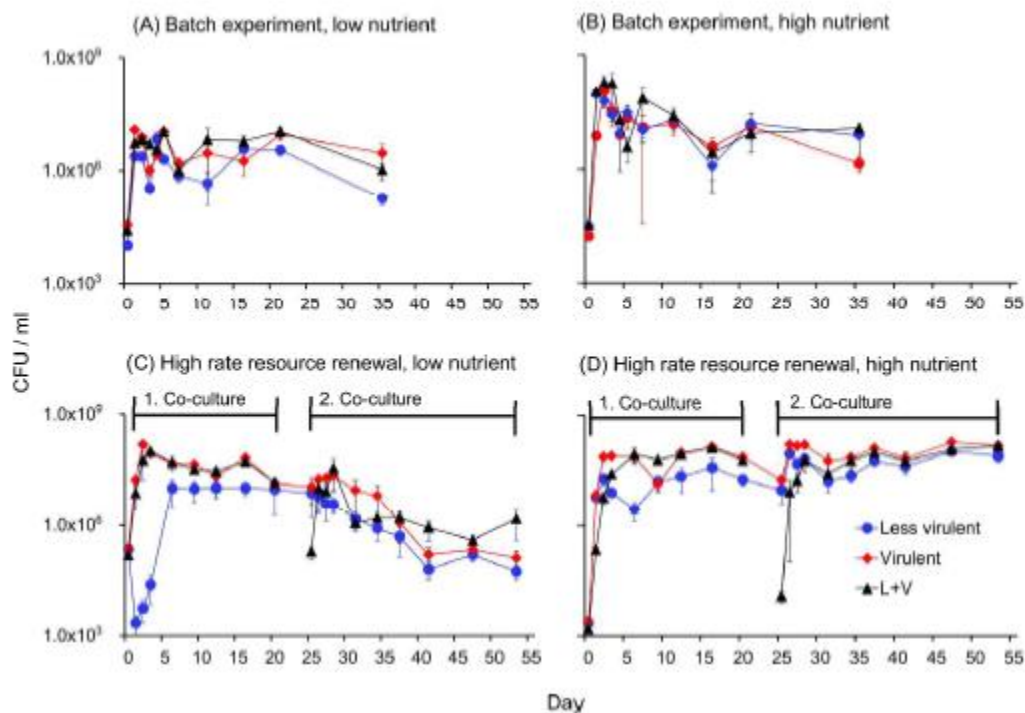 (A) Batch experiment, low nutrient
(B) Batch experiment, high nutrient
1.0x10⁹
1.0x10⁶
1.0x10³
0 5 10 15 20 25 30 35 40 45 50 55
0 5 10 15 20 25 30 35 40 45 50 55
CFU / ml
(C) High rate resource renewal, low nutrient
(D) High rate resource renewal, high nutrient
1. Co-culture
2. Co-culture
1. Co-culture
2. Co-culture
1.0x10⁹
1.0x10⁶
1.0x10³
Less virulent
Virulent
L+V
0 5 10 15 20 25 30 35 40 45 50 55
0 5 10 15 20 25 30 35 40 45 50 55
Day